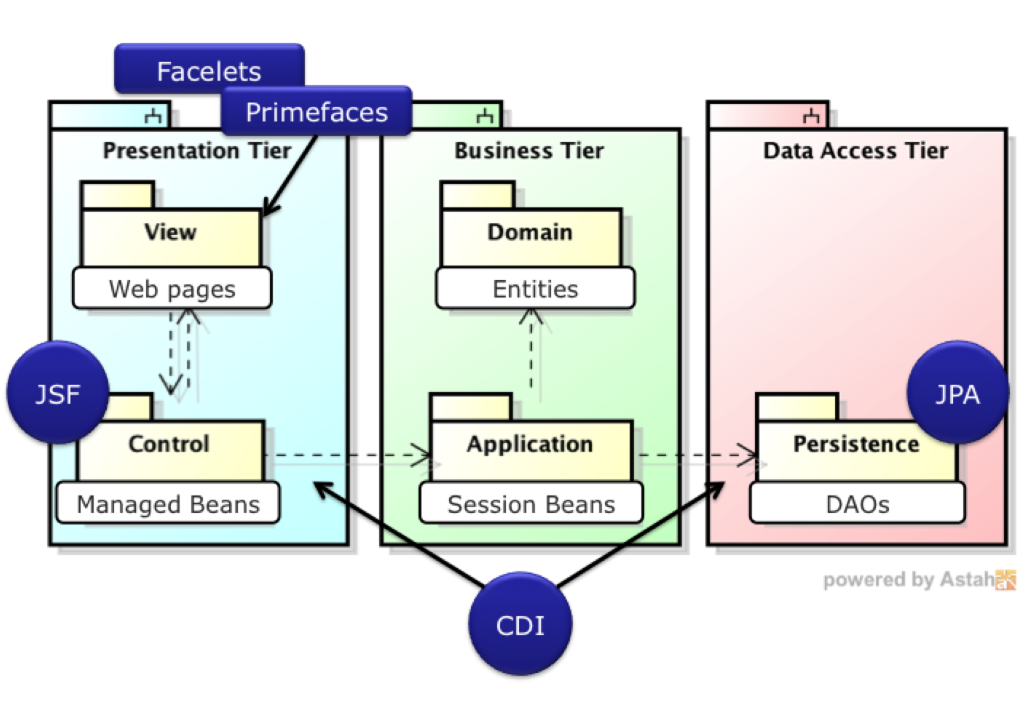 Facelets
Primefaces
Presentation Tier
Business Tier
Data Access Tier
View
Web pages
Domain
Entities
JSF
JPA
Control
Managed Beans
Application
Session Beans
Persistence
DAOs
CDI
powered by Astah